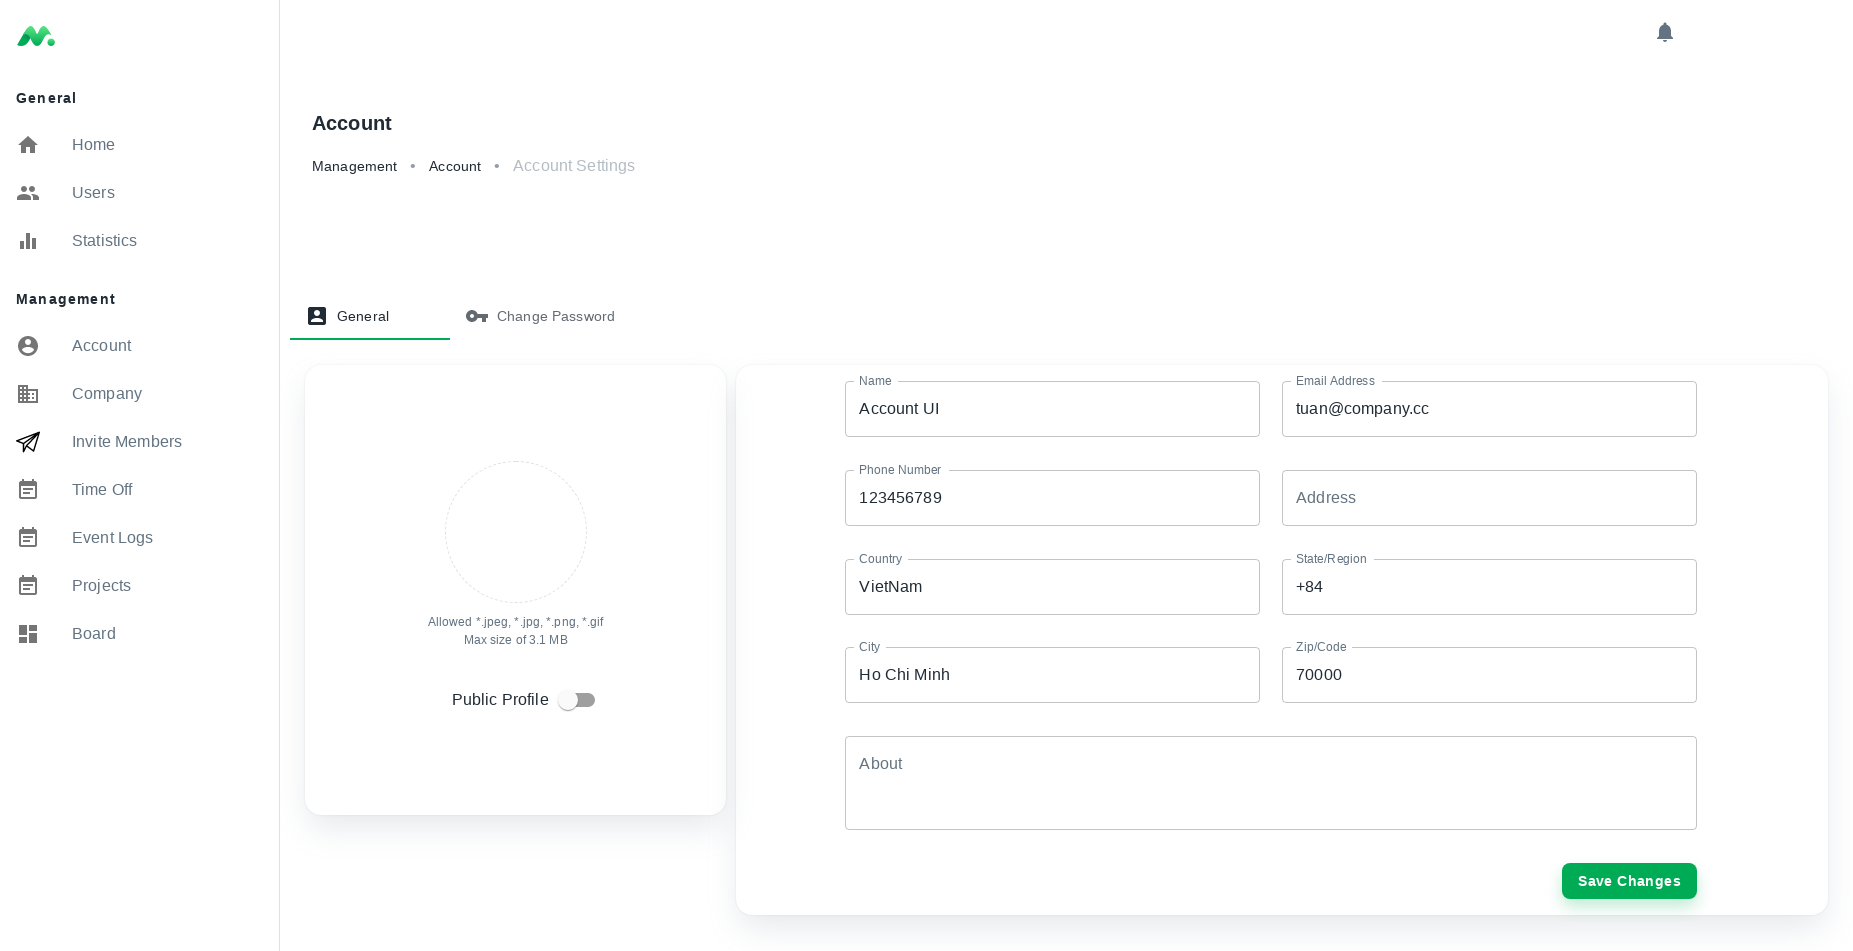 General
Home
Users
Statistics
Management
Account
Company
Invite Members
Time Off
Event Logs
Projects
Board
Account
Management • Account • Account Settings
General
Change Password
Allowed *.jpeg, *.jpg, *.png, *.gif
Max size of 3.1 MB
Public Profile
Name
Account UI
Email Address
tuan@company.cc
Phone Number
123456789
Address
Country
VietNam
State/Region
+84
City
Ho Chi Minh
Zip/Code
70000
About
Save Changes